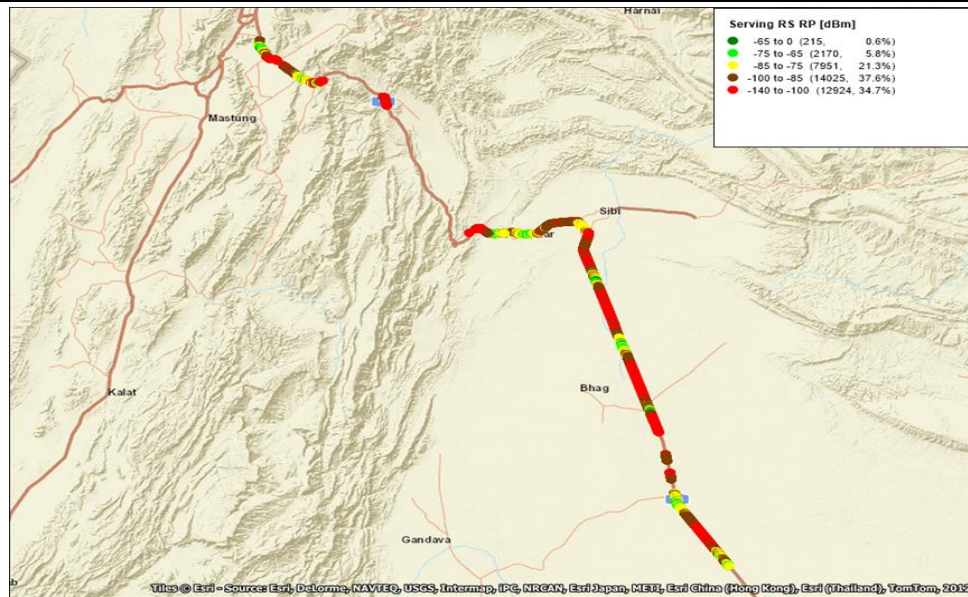 Harnai
Serving RS RP [dBm]
-65 to 0 (215, 0.6%)
-75 to -65 (2170, 5.8%)
-85 to -75 (7951, 21.3%)
-100 to -85 (14025, 37.6%)
-140 to -100 (12924, 34.7%)
Mastung
Sibi
ar
Bhag
Kalat
Gandava
Tiles © Esri - Source: Esri, DeLorme, NAVTEQ, USGS, Intermap, iPC, NRCAN, Esri Japan, METI, Esri China (Hong Kong), Esri (Thailand), TomTom, 2013